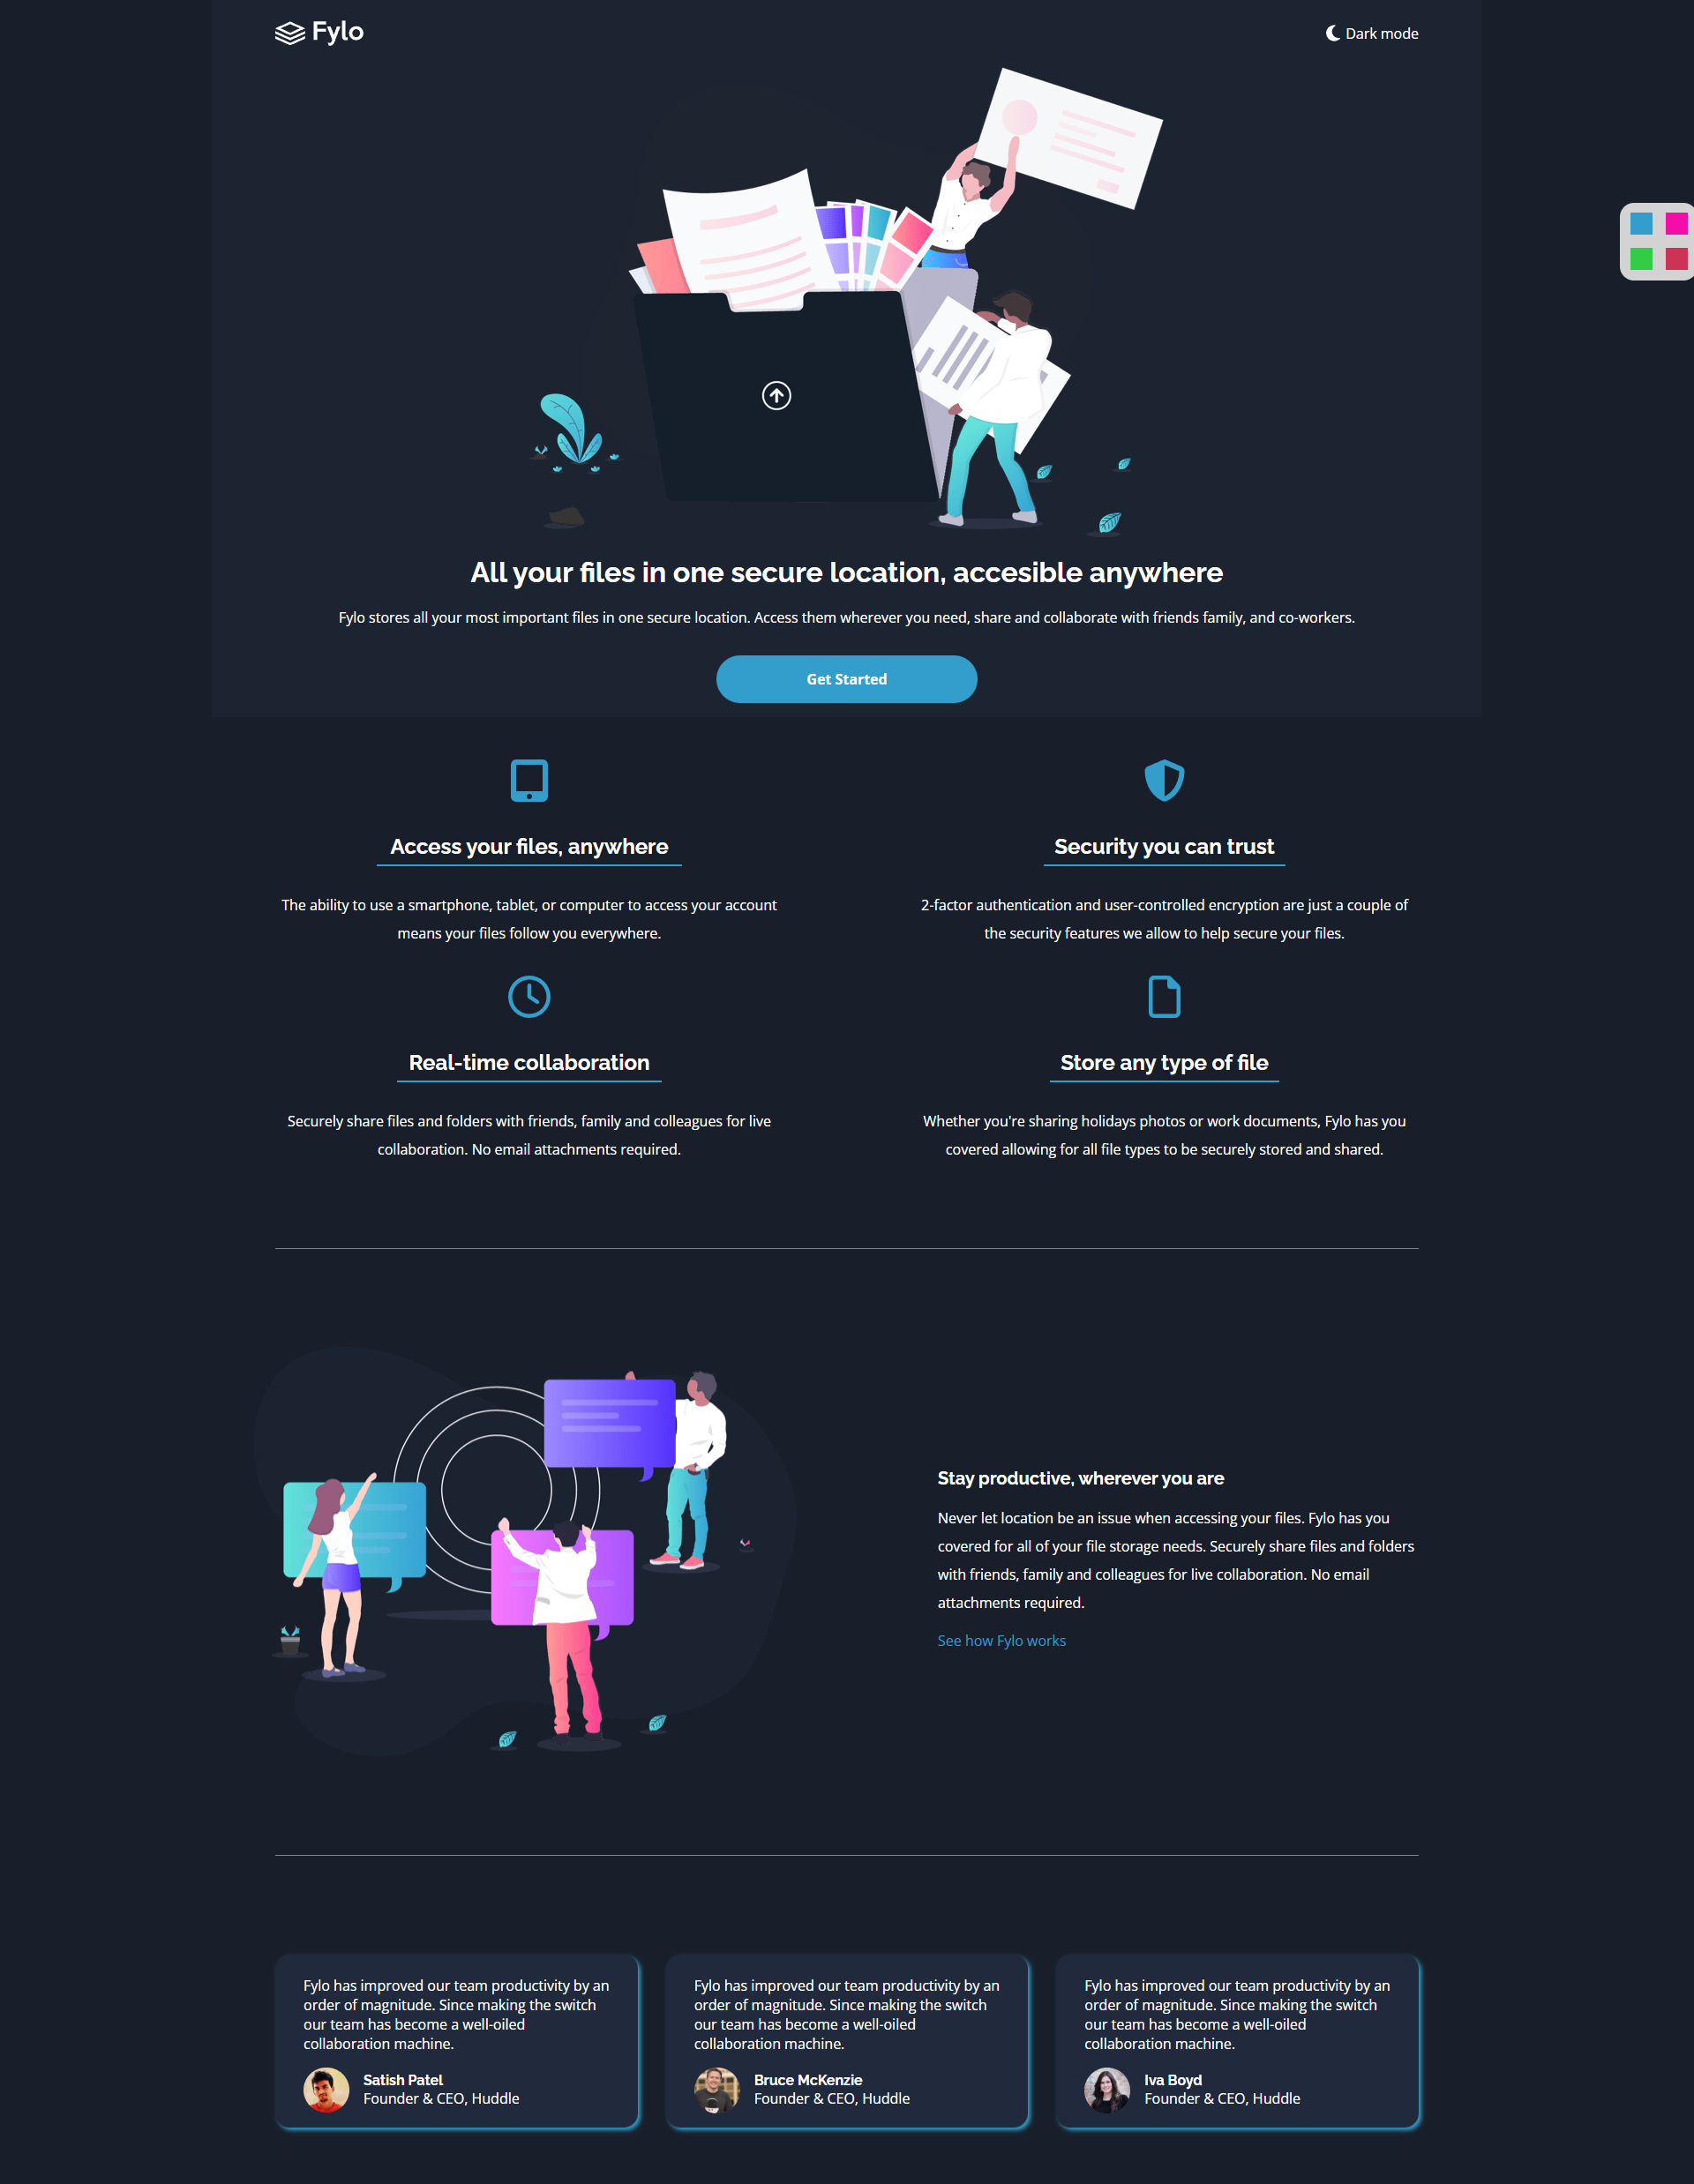 Fylo
Dark mode
All your files in one secure location, accesible anywhere
Fylo stores all your most important files in one secure location. Access them wherever you need, share and collaborate with friends family, and co-workers.
Get Started
Access your files, anywhere
The ability to use a smartphone, tablet, or computer to access your account
means your files follow you everywhere.
Security you can trust
2-factor authentication and user-controlled encryption are just a couple of
the security features we allow to help secure your files.
Real-time collaboration
Securely share files and folders with friends, family and colleagues for live
collaboration. No email attachments required.
Store any type of file
Whether you're sharing holidays photos or work documents, Fylo has you
covered allowing for all file types to be securely stored and shared.
Stay productive, wherever you are
Never let location be an issue when accessing your files. Fylo has you
covered for all of your file storage needs. Securely share files and folders
with friends, family and colleagues for live collaboration. No email
attachments required.
See how Fylo works
Fylo has improved our team productivity by an
order of magnitude. Since making the switch
our team has become a well-oiled
collaboration machine.
Satish Patel
Founder & CEO, Huddle
Fylo has improved our team productivity by an
order of magnitude. Since making the switch
our team has become a well-oiled
collaboration machine.
Bruce McKenzie
Founder & CEO, Huddle
Fylo has improved our team productivity by an
order of magnitude. Since making the switch
our team has become a well-oiled
collaboration machine.
Iva Boyd
Founder & CEO, Huddle